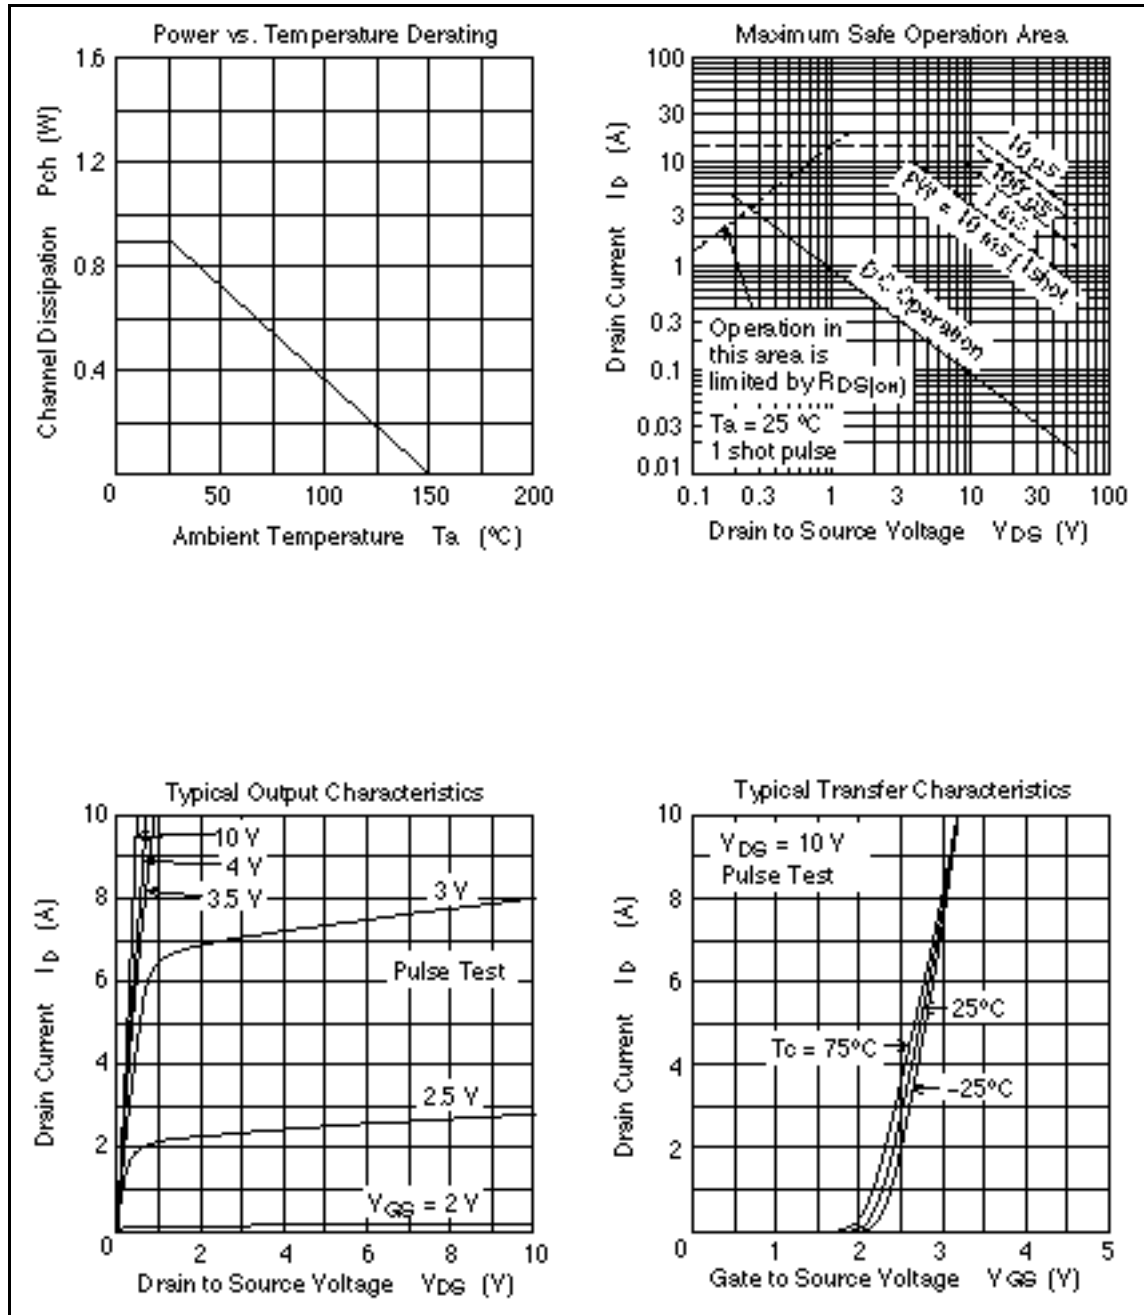 Power vs. Temperature Derating
1.6
1.2
0.8
0.4
0 50 100 150 200
Channel Dissipation Pch (W)
Ambient Temperature Ta (°C)
Maximum Safe Operation Area
100
30
10
3
1
0.3
0.1
0.03
0.01
0.1 0.3 1 3 10 30 100
Drain Current ID (A)
Drain to Source Voltage VDS (V)
10 µs
100 µs
1 ms
PW = 10 ms / 1shot
DC Operation
Operation in
this area is
limited by RDS(on)
Ta = 25 °C
1 shot pulse
Typical Output Characteristics
10
8
6
4
2
0 2 4 6 8 10
Drain Current ID (A)
Drain to Source Voltage VDS (V)
10 V
4 V
3.5 V
3 V
Pulse Test
2.5 V
VGS = 2 V
Typical Transfer Characteristics
10
8
6
4
2
0 1 2 3 4 5
Drain Current ID (A)
Gate to Source Voltage VGS (V)
VDS = 10 V
Pulse Test
25°C
Tc = 75°C
–25°C